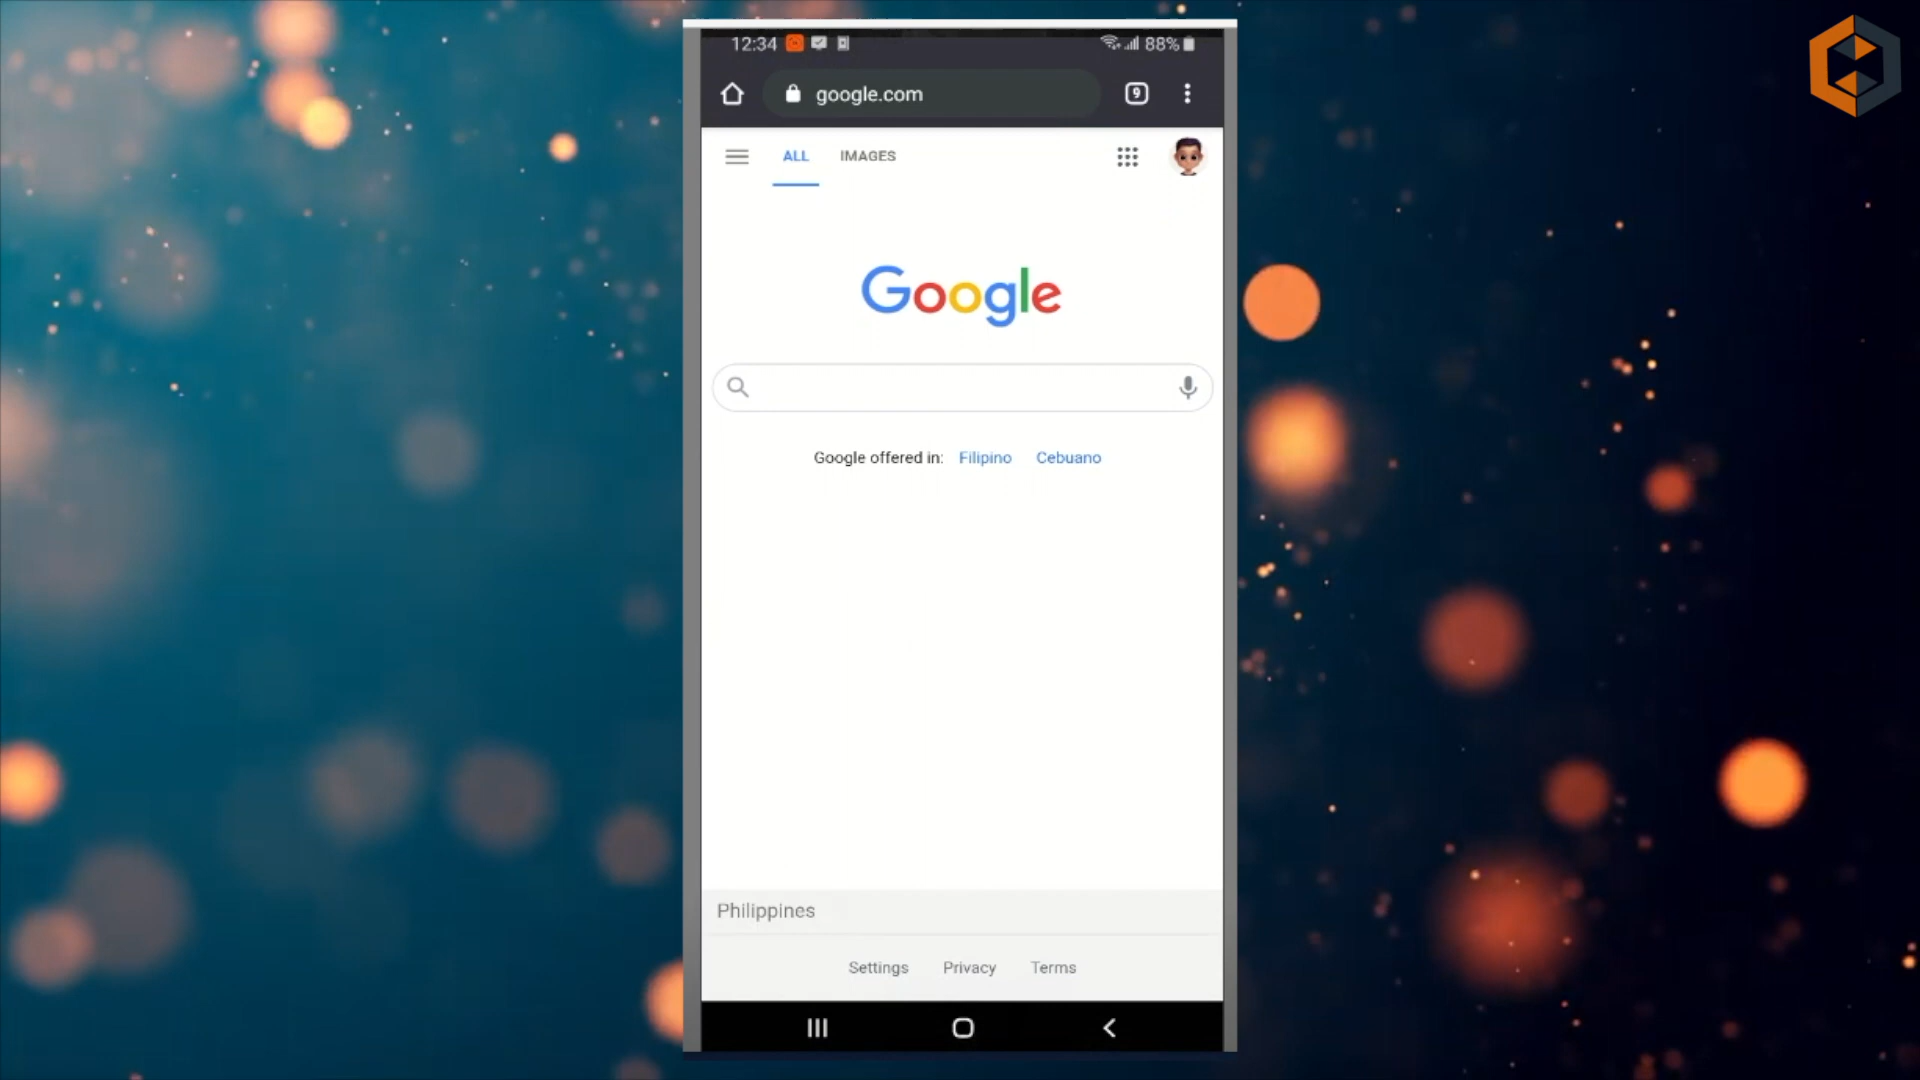 12:34 88%
google.com 9
ALL IMAGES
Google
Google offered in: Filipino Cebuano
Philippines
Settings Privacy Terms